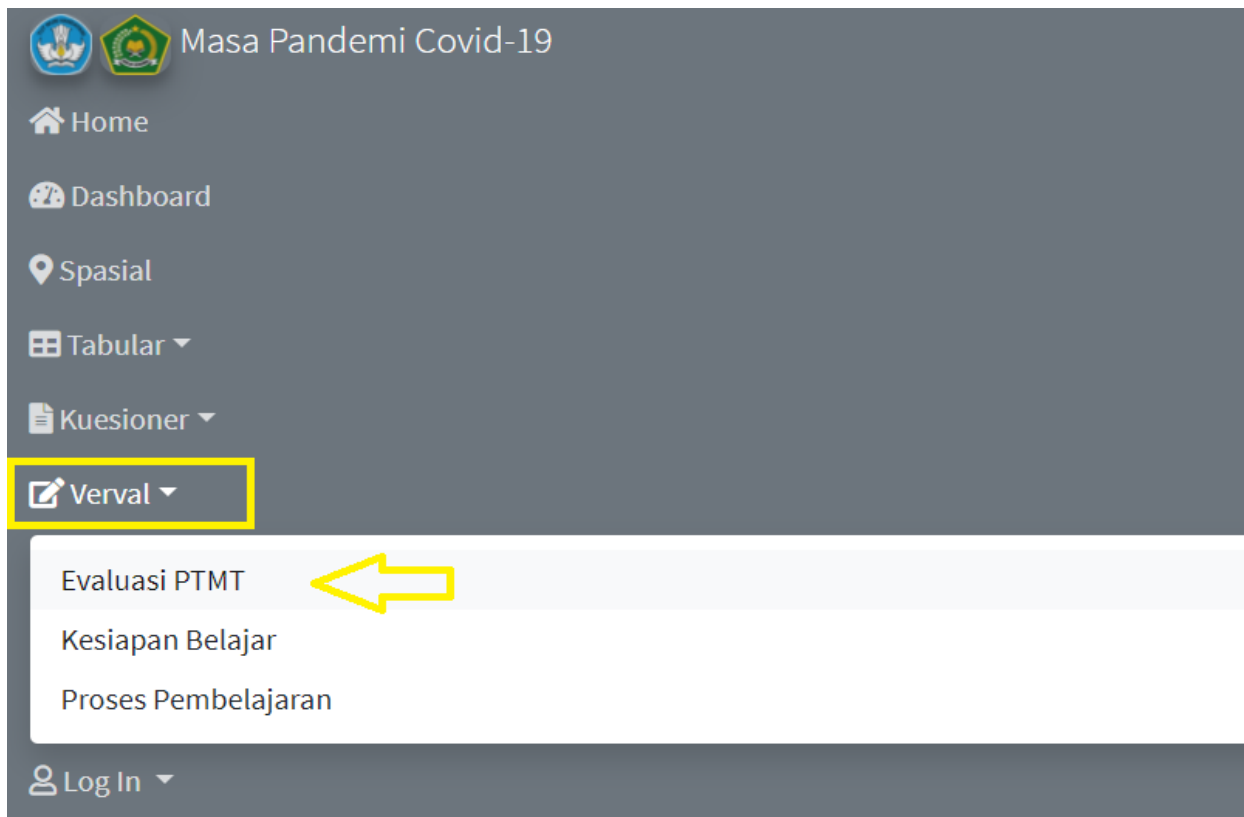 Masa Pandemi Covid-19
Home
Dashboard
Spasial
Tabular
Kuesioner
Verval
Evaluasi PTMT
Kesiapan Belajar
Proses Pembelajaran
Log In